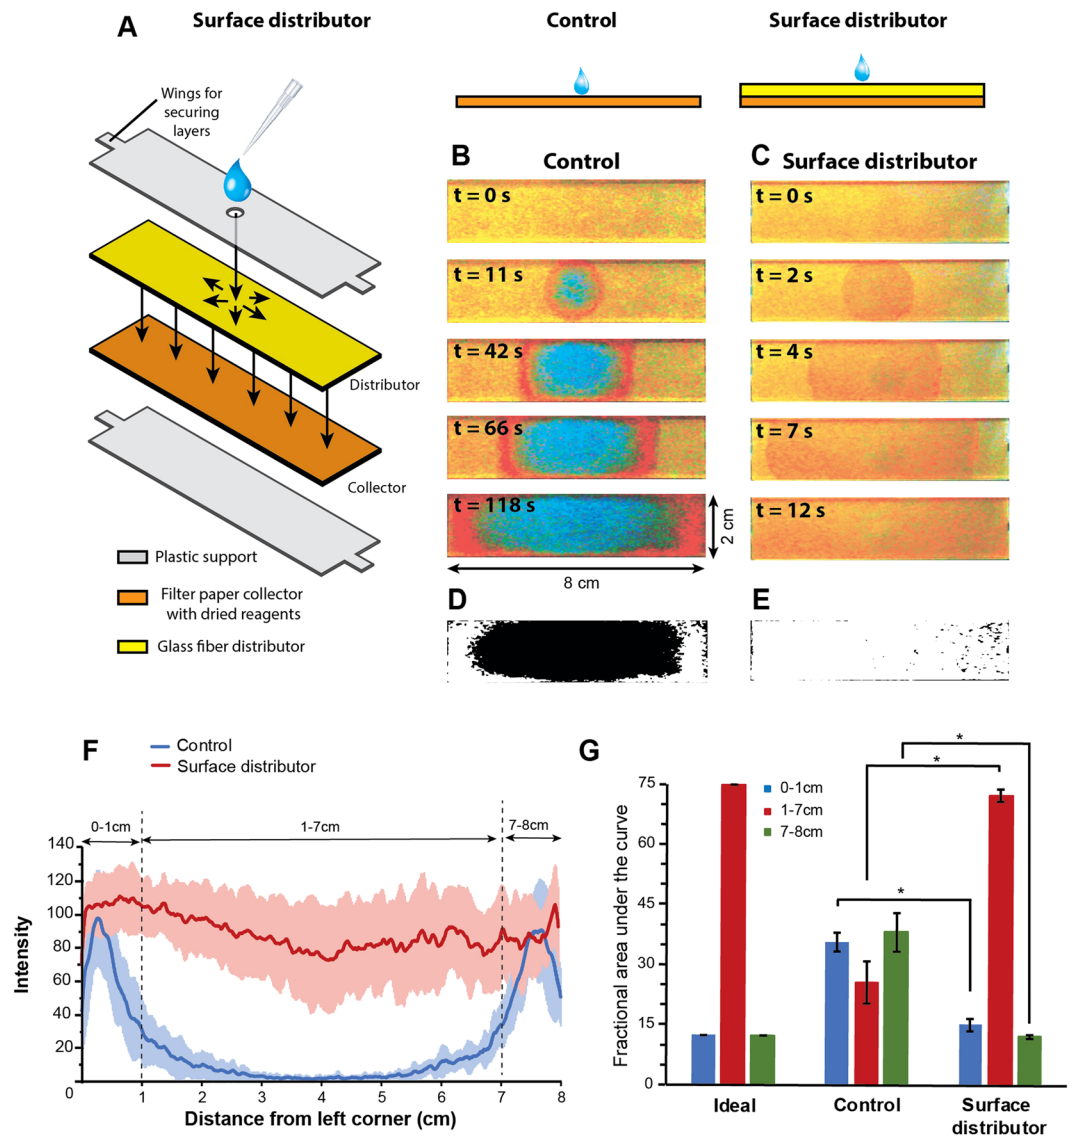 A
Surface distributor
Wings for
securing
layers
Distributor
Collector
Plastic support
Filter paper collector
with dried reagents
Glass fiber distributor
Control
Surface distributor
B
Control
t = 0 s
t = 11 s
t = 42 s
t = 66 s
t = 118 s
2 cm
8 cm
C
Surface distributor
t = 0 s
t = 2 s
t = 4 s
t = 7 s
t = 12 s
D
E
F
Control
Surface distributor
0-1cm
1-7cm
7-8cm
140
120
100
80
60
40
20
0
Intensity
0 1 2 3 4 5 6 7 8
Distance from left corner (cm)
G
0-1cm
1-7cm
7-8cm
*
*
*
75
60
45
30
15
0
Fractional area under the curve
Ideal
Control
Surface
distributor